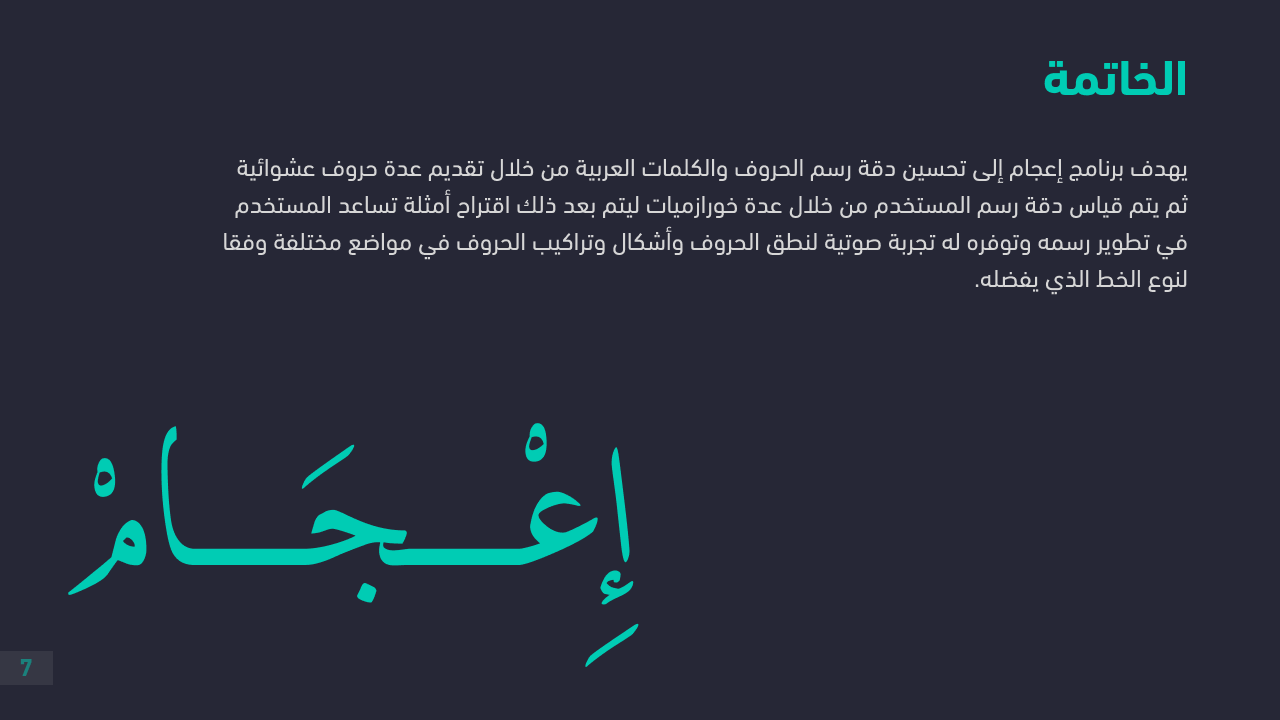 الخاتمة
يهدف برنامج إعجام إلى تحسين دقة رسم الحروف والكلمات العربية من خلال تقديم عدة حروف عشوائية
ثم يتم قياس دقة رسم المستخدم من خلال عدة خورازميات ليتم بعد ذلك اقتراح أمثلة تساعد المستخدم
في تطوير رسمه وتوفره له تجربة صوتية لنطق الحروف وأشكال وتراكيب الحروف في مواضع مختلفة وفقا
لنوع الخط الذي يفضله.
إِعْـجَـامْ
7